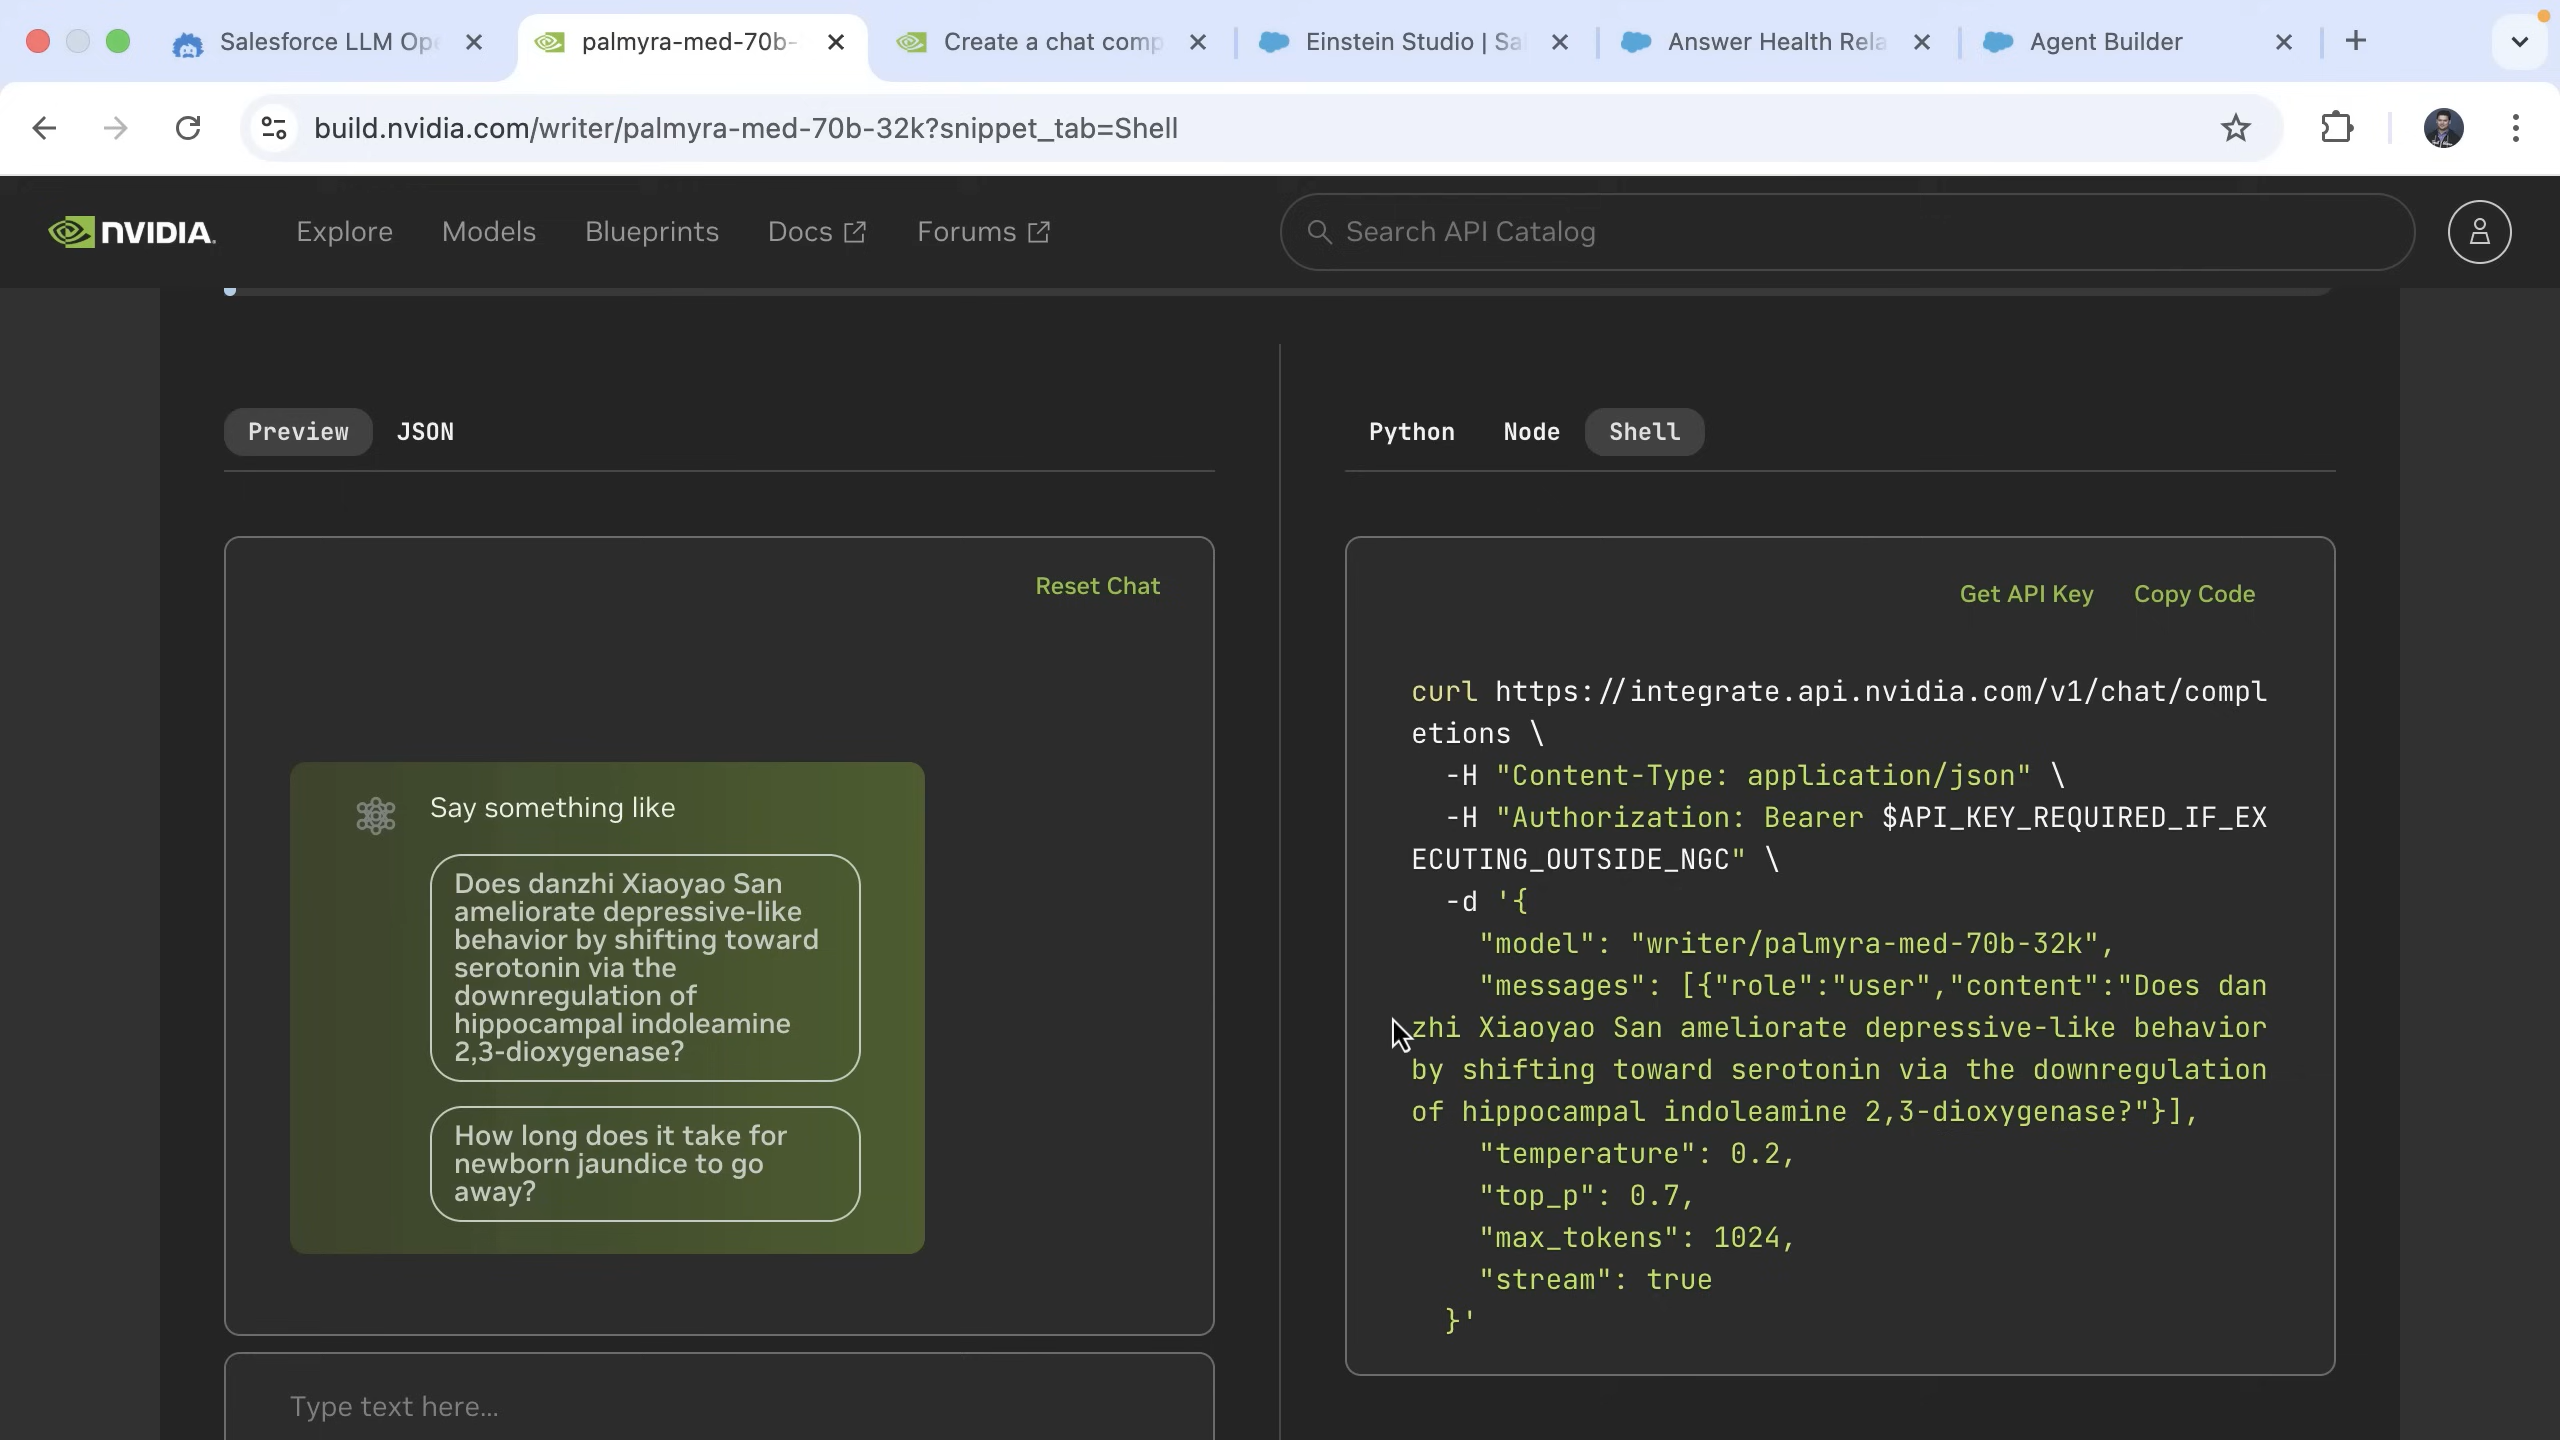 Salesforce LLM Ope
palmyra-med-70b-
Create a chat comp
Einstein Studio | Sa
Answer Health Rela
Agent Builder
build.nvidia.com/writer/palmyra-med-70b-32k?snippet_tab=Shell
NVIDIA.
Explore
Models
Blueprints
Docs
Forums
Search API Catalog
Preview
JSON
Reset Chat
Say something like
Does danzhi Xiaoyao San
ameliorate depressive-like
behavior by shifting toward
serotonin via the
downregulation of
hippocampal indoleamine
2,3-dioxygenase?
How long does it take for
newborn jaundice to go
away?
Type text here...
Python
Node
Shell
Get API Key
Copy Code
curl https://integrate.api.nvidia.com/v1/chat/compl
etions \
-H "Content-Type: application/json" \
-H "Authorization: Bearer $API_KEY_REQUIRED_IF_EX
ECUTING_OUTSIDE_NGC" \
-d '{
"model": "writer/palmyra-med-70b-32k",
"messages": [{"role":"user","content":"Does dan
zhi Xiaoyao San ameliorate depressive-like behavior
by shifting toward serotonin via the downregulation
of hippocampal indoleamine 2,3-dioxygenase?"}],
"temperature": 0.2,
"top_p": 0.7,
"max_tokens": 1024,
"stream": true
}'